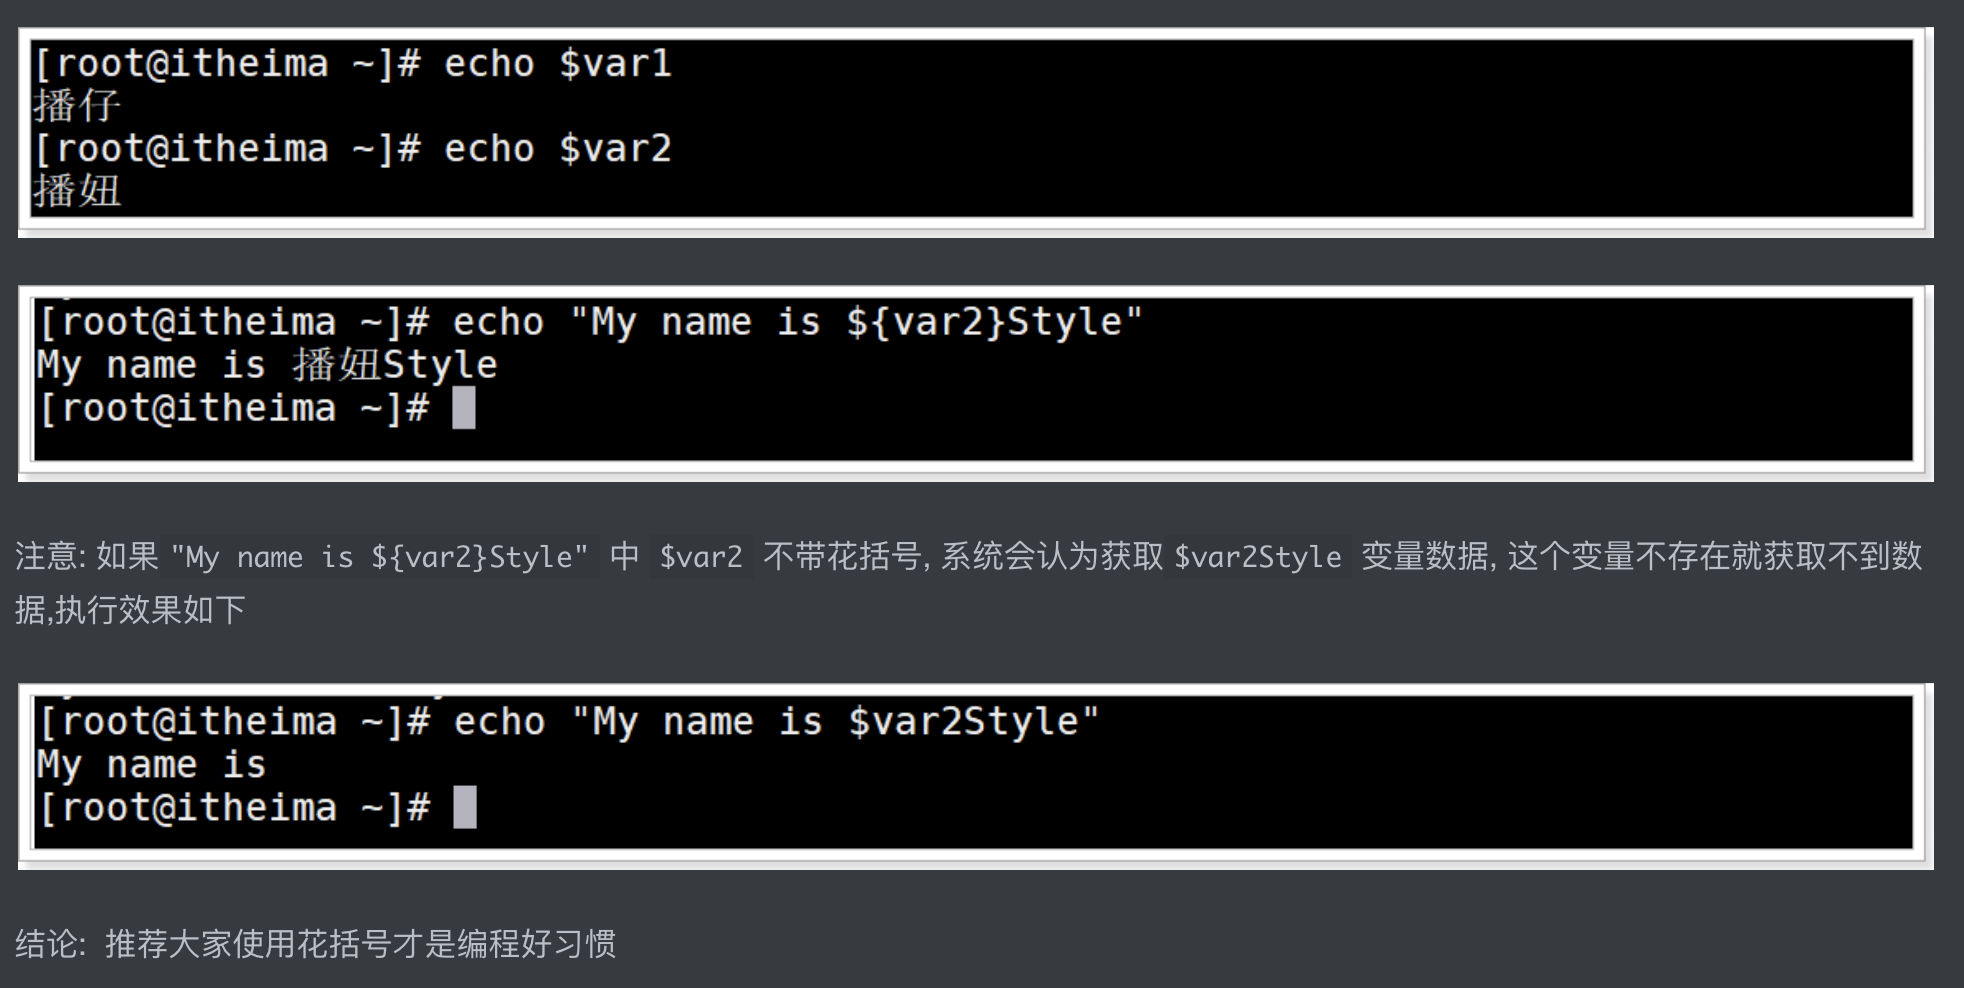 [root@itheima ~]# echo $var1
播仔
[root@itheima ~]# echo $var2
播妞
[root@itheima ~]# echo "My name is ${var2}Style"
My name is 播妞Style
[root@itheima ~]#
注意: 如果 "My name is ${var2}Style" 中 $var2 不带花括号, 系统会认为获取 $var2Style 变量数据, 这个变量不存在就获取不到数
据,执行效果如下
[root@itheima ~]# echo "My name is $var2Style"
My name is
[root@itheima ~]#
结论: 推荐大家使用花括号才是编程好习惯